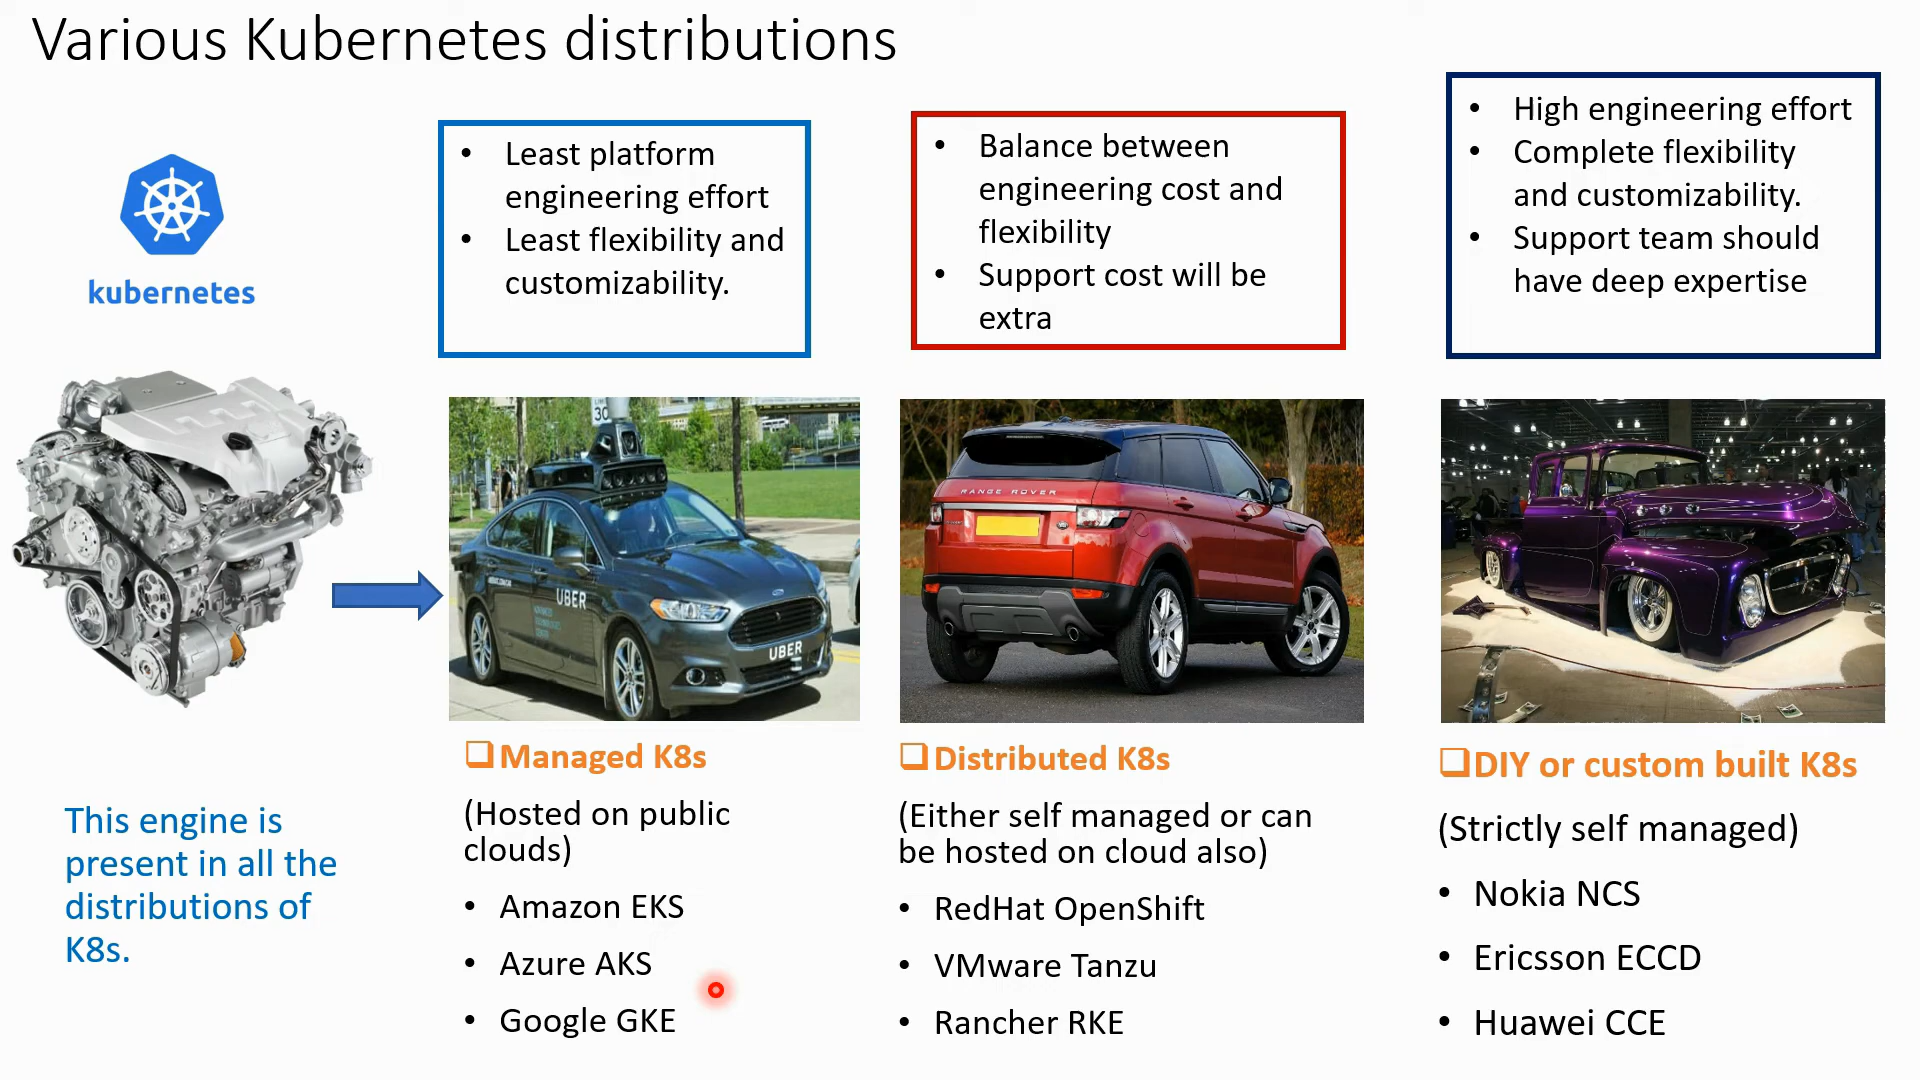 Various Kubernetes distributions
kubernetes
This engine is
present in all the
distributions of
K8s.
• Least platform
engineering effort
• Least flexibility and
customizability.
30
UBER
UBER
❑Managed K8s
(Hosted on public
clouds)
• Amazon EKS
• Azure AKS
• Google GKE
• Balance between
engineering cost and
flexibility
• Support cost will be
extra
RANGE ROVER
❑Distributed K8s
(Either self managed or can
be hosted on cloud also)
• RedHat OpenShift
• VMware Tanzu
• Rancher RKE
• High engineering effort
• Complete flexibility
and customizability.
• Support team should
have deep expertise
❑DIY or custom built K8s
(Strictly self managed)
• Nokia NCS
• Ericsson ECCD
• Huawei CCE